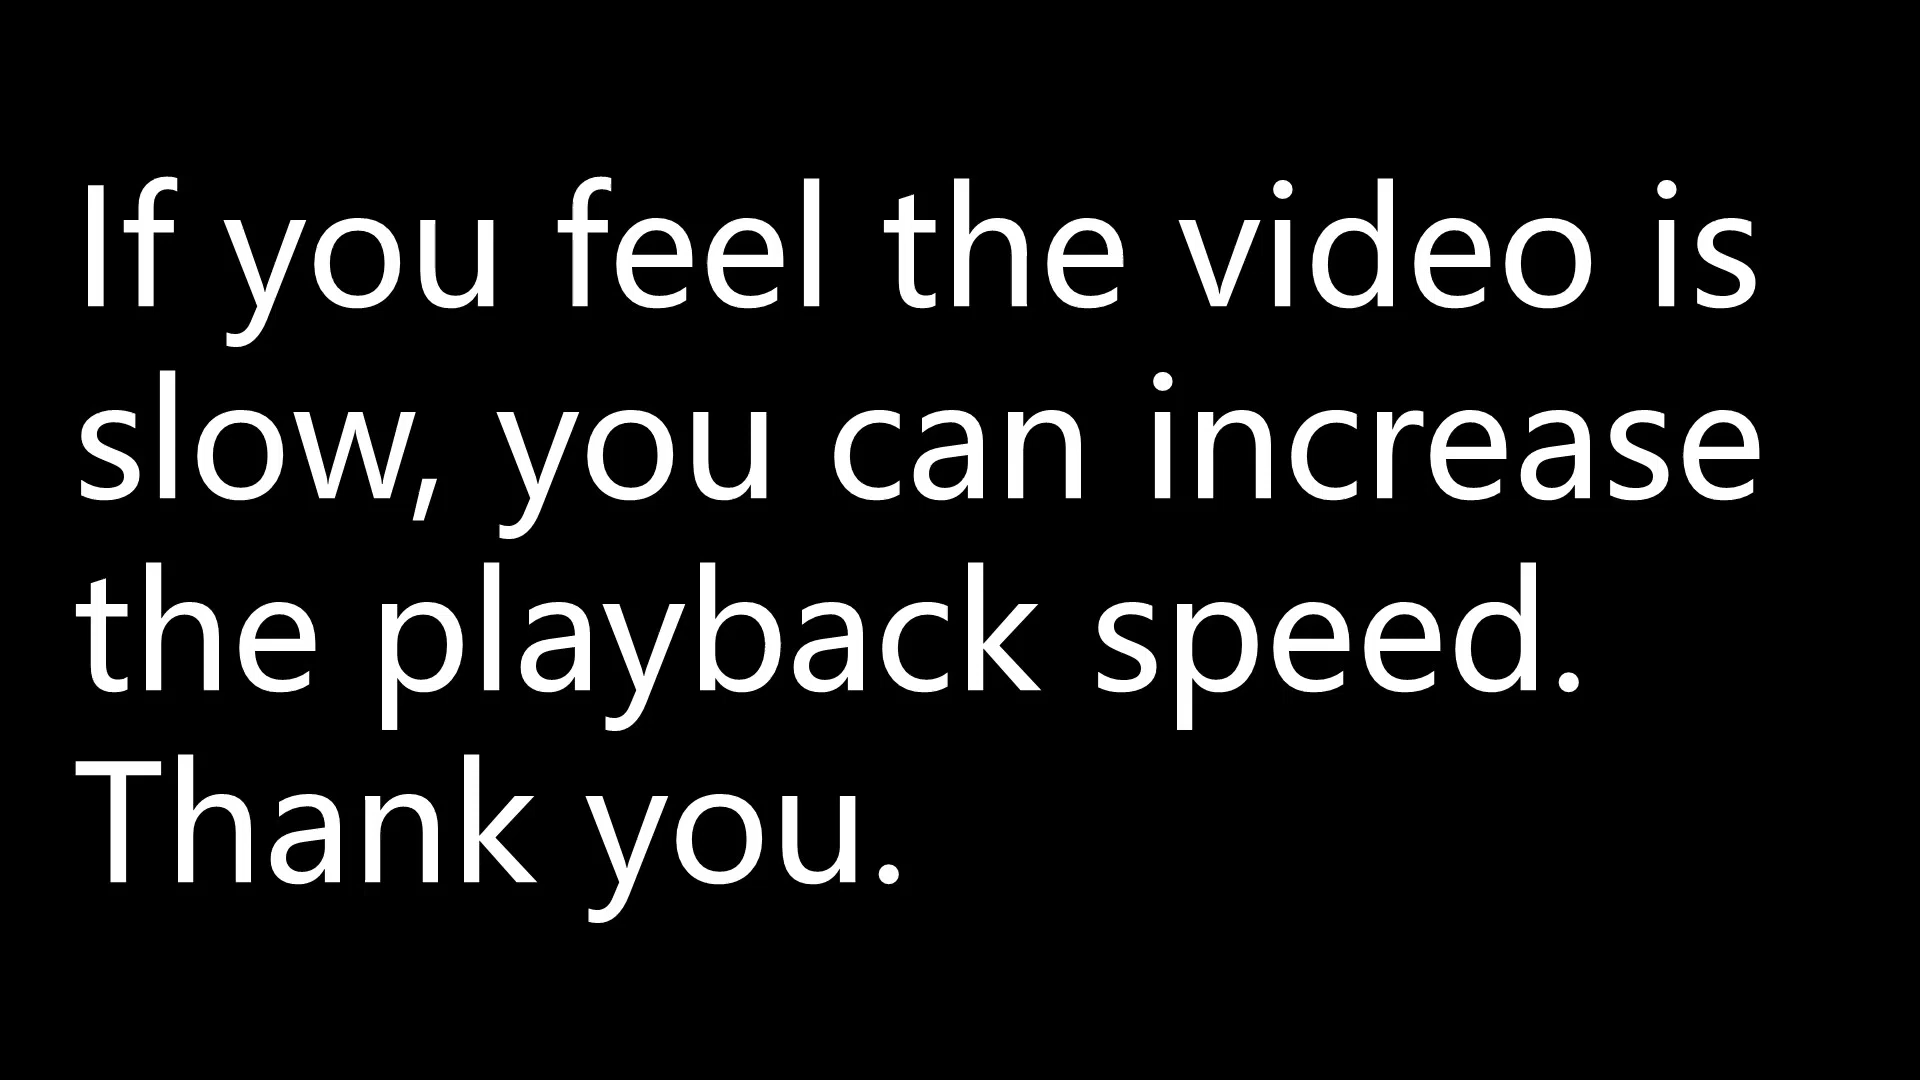 If you feel the video is
slow, you can increase
the playback speed.
Thank you.